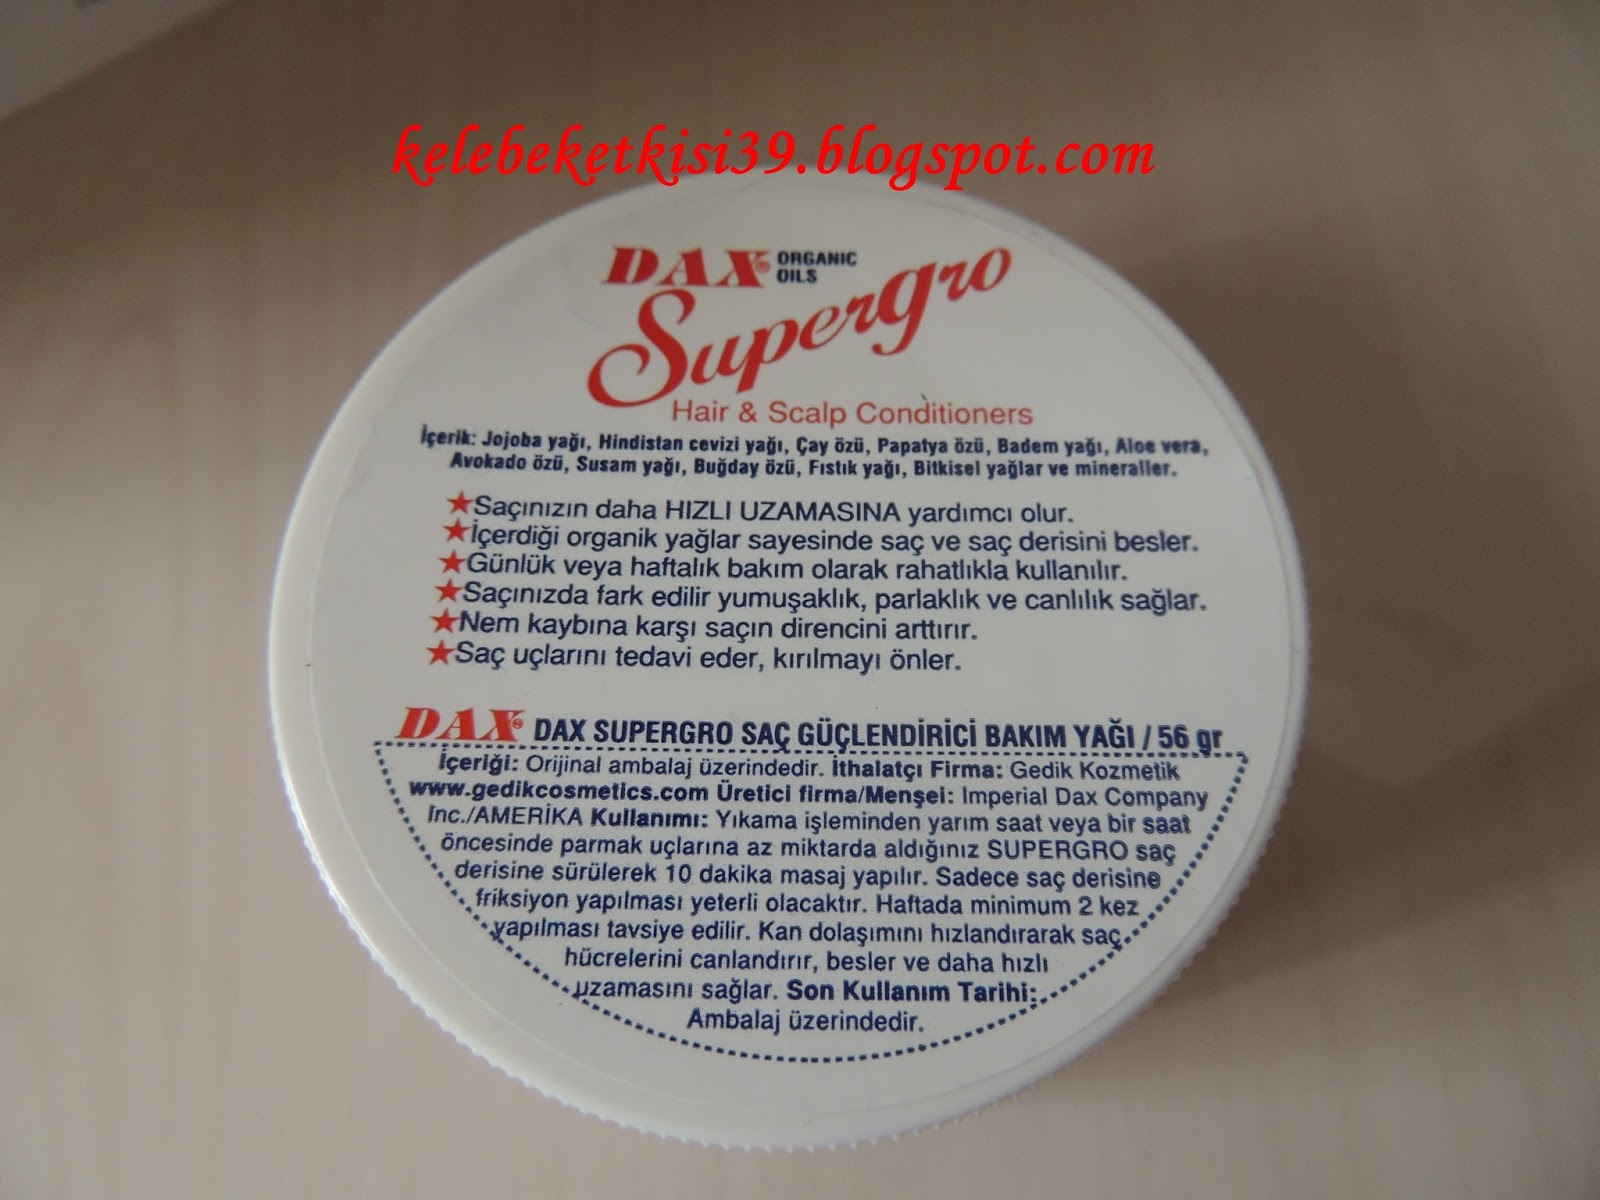 kelebeketkisi39.blogspot.com
DAX® ORGANIC
OILS
Supergro
Hair & Scalp Conditioners
İçerik: Jojoba yağı, Hindistan cevizi yağı, Çay özü, Papatya özü, Badem yağı, Aloe vera,
Avokado özü, Susam yağı, Buğday özü, Fıstık yağı, Bitkisel yağlar ve mineraller.
★Saçınızın daha HIZLI UZAMASINA yardımcı olur.
★İçerdiği organik yağlar sayesinde saç ve saç derisini besler.
★Günlük veya haftalık bakım olarak rahatlıkla kullanılır.
★Saçınızda fark edilir yumuşaklık, parlaklık ve canlılık sağlar.
★Nem kaybına karşı saçın direncini arttırır.
★Saç uçlarını tedavi eder, kırılmayı önler.
DAX® DAX SUPERGRO SAÇ GÜÇLENDİRİCİ BAKIM YAĞI / 56 gr
İçeriği: Orijinal ambalaj üzerindedir. İthalatçı Firma: Gedik Kozmetik
www.gedikcosmetics.com Üretici firma/Menşei: Imperial Dax Company
Inc./AMERİKA Kullanımı: Yıkama işleminden yarım saat veya bir saat
öncesinde parmak uçlarına az miktarda aldığınız SUPERGRO saç
derisine sürülerek 10 dakika masaj yapılır. Sadece saç derisine
friksiyon yapılması yeterli olacaktır. Haftada minimum 2 kez
yapılması tavsiye edilir. Kan dolaşımını hızlandırarak saç
hücrelerini canlandırır, besler ve daha hızlı
uzamasını sağlar. Son Kullanım Tarihi:
Ambalaj üzerindedir.